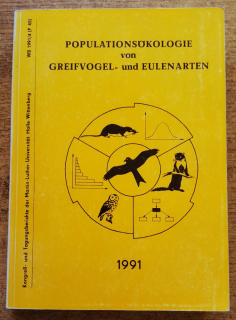 POPULATIONSÖKOLOGIE
von
GREIFVOGEL- und EULENARTEN
1991
Kongreß- und Tagungsberichte der Martin-Luther-Universität Halle-Wittenberg